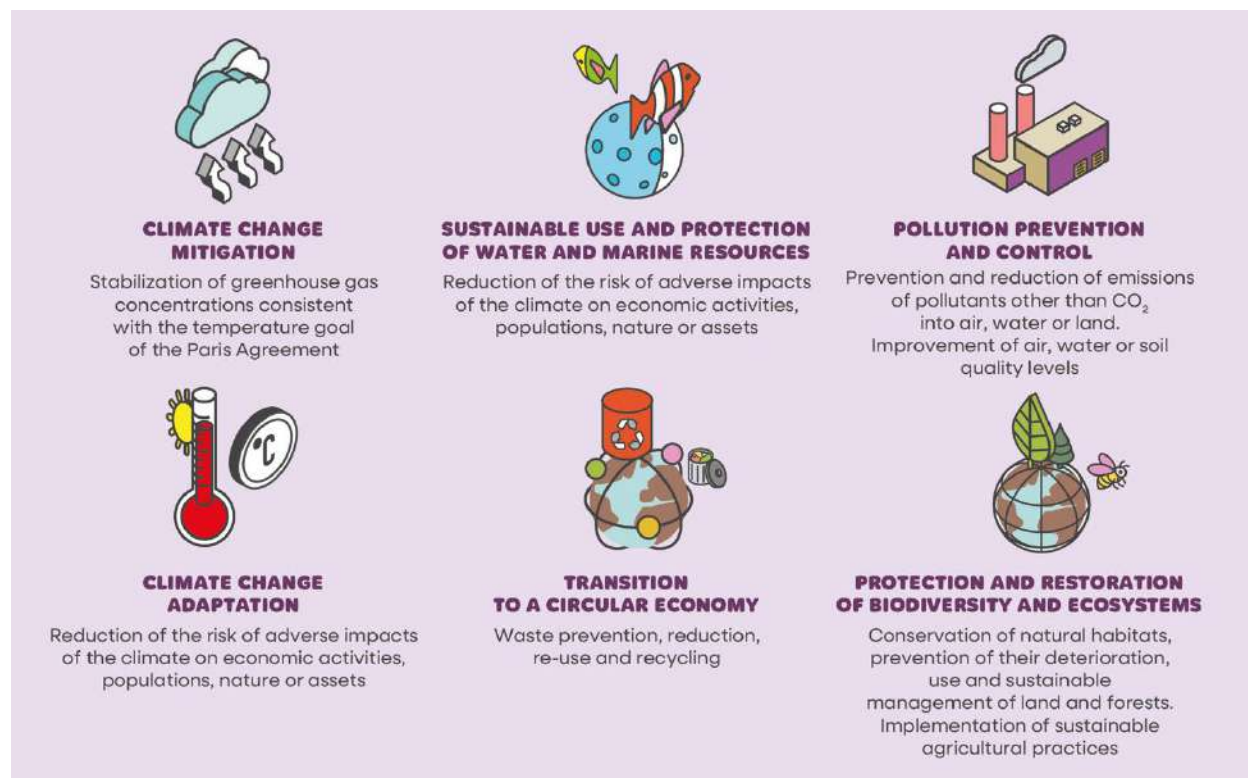 CLIMATE CHANGE
MITIGATION
Stabilization of greenhouse gas
concentrations consistent
with the temperature goal
of the Paris Agreement
SUSTAINABLE USE AND PROTECTION
OF WATER AND MARINE RESOURCES
Reduction of the risk of adverse impacts
of the climate on economic activities,
populations, nature or assets
POLLUTION PREVENTION
AND CONTROL
Prevention and reduction of emissions
of pollutants other than CO₂
into air, water or land.
Improvement of air, water or soil
quality levels
°C
CLIMATE CHANGE
ADAPTATION
Reduction of the risk of adverse impacts
of the climate on economic activities,
populations, nature or assets
TRANSITION
TO A CIRCULAR ECONOMY
Waste prevention, reduction,
re-use and recycling
PROTECTION AND RESTORATION
OF BIODIVERSITY AND ECOSYSTEMS
Conservation of natural habitats,
prevention of their deterioration,
use and sustainable
management of land and forests.
Implementation of sustainable
agricultural practices